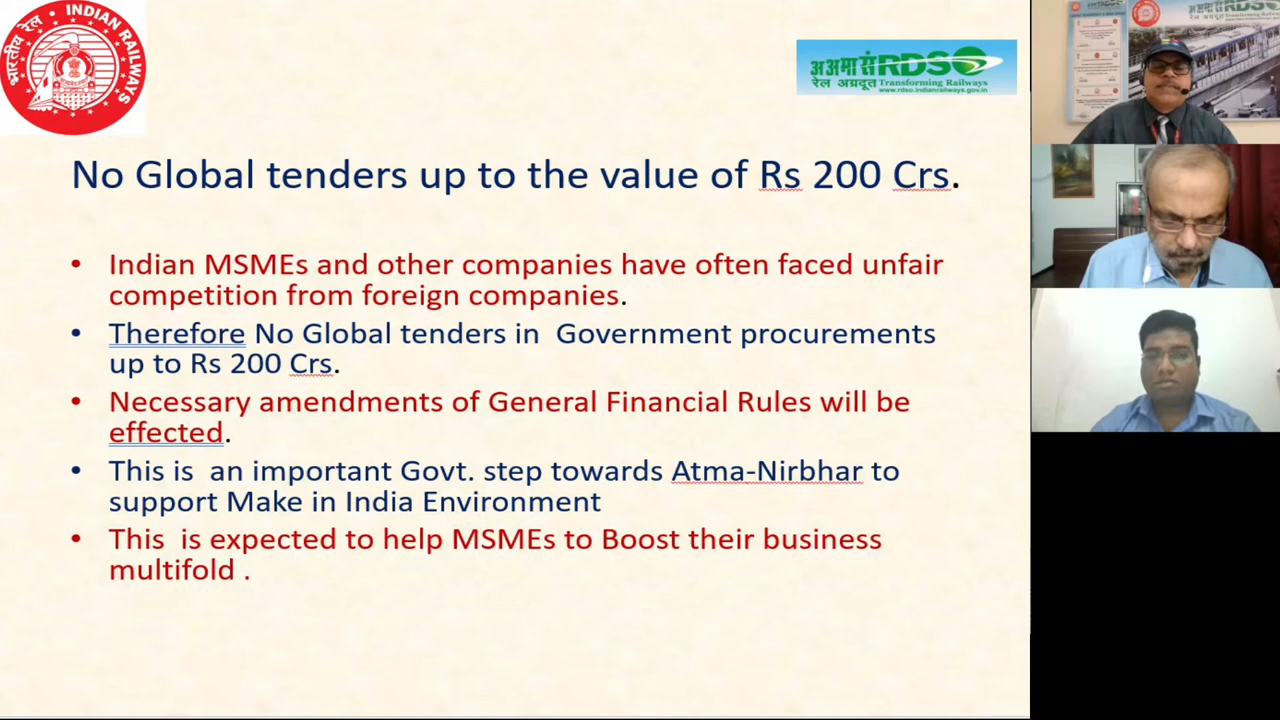 भारतीय रेल
INDIAN RAILWAYS
अ अ मा सं RDSO
रेल अग्रदूत Transforming Railways
www.rdso.indianrailways.gov.in
No Global tenders up to the value of Rs 200 Crs.
• Indian MSMEs and other companies have often faced unfair
competition from foreign companies.
• Therefore No Global tenders in  Government procurements
up to Rs 200 Crs.
• Necessary amendments of General Financial Rules will be
effected.
• This is  an important Govt. step towards Atma-Nirbhar to
support Make in India Environment
• This  is expected to help MSMEs to Boost their business
multifold .